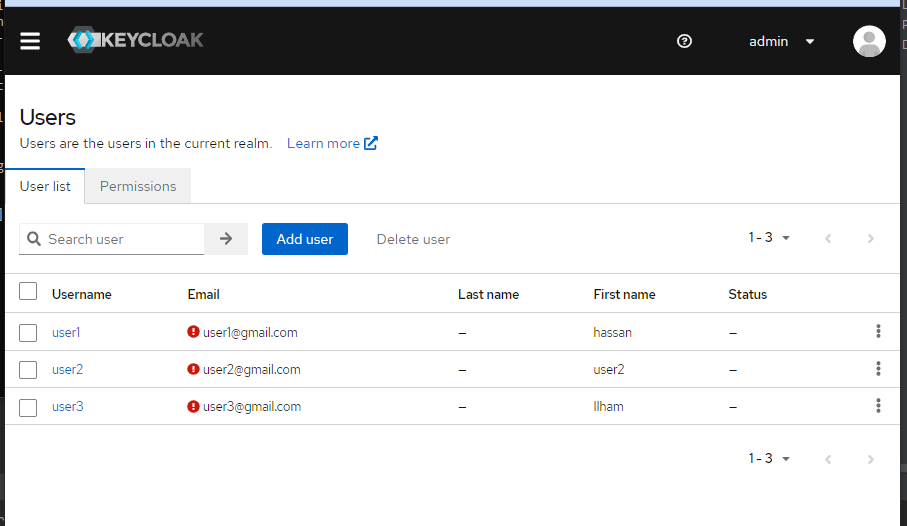 KEYCLOAK
admin
Users
Users are the users in the current realm. Learn more
User list Permissions
Search user Add user Delete user 1 - 3
Username Email Last name First name Status
user1 user1@gmail.com – hassan –
user2 user2@gmail.com – user2 –
user3 user3@gmail.com – Ilham –
1 - 3